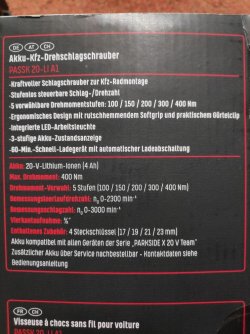 DE AT CH
Akku-Kfz-Drehschlagschrauber
PASSK 20-LI A1
-Kraftvoller Schlagschrauber zur Kfz-Radmontage
-Stufenlos steuerbare Schlag-/Drehzahl
-5 vorwählbare Drehmomentstufen: 100 / 150 / 200 / 300 / 400 Nm
-Ergonomisches Design mit rutschhemmendem Softgrip und praktischem Gürtelclip
-Integrierte LED-Arbeitsleuchte
-3-stufige Akku-Zustandsanzeige
-60-Min.-Schnell-Ladegerät mit automatischer Ladeabschaltung
Akku: 20-V-Lithium-Ionen (4 Ah)
Max. Drehmoment: 400 Nm
Drehmoment-Vorwahl: 5 Stufen (100 / 150 / 200 / 300 / 400 Nm)
Bemessungsleerlaufdrehzahl: n₀ 0-2300 min⁻¹
Bemessungsschlagzahl: n₀ 0-3000 min⁻¹
Vierkantaufnahme: ½"
Enthaltenes Zubehör: 4 Steckschlüssel (17 / 19 / 21 / 23 mm)
Akku kompatibel mit allen Geräten der Serie „PARKSIDE X 20 V Team"
Zusätzlicher Akku über Service nachbestellbar - Kontaktdaten siehe
Bedienungsanleitung
FR CH
Visseuse à chocs sans fil pour voiture
PASSK 20-LI A1